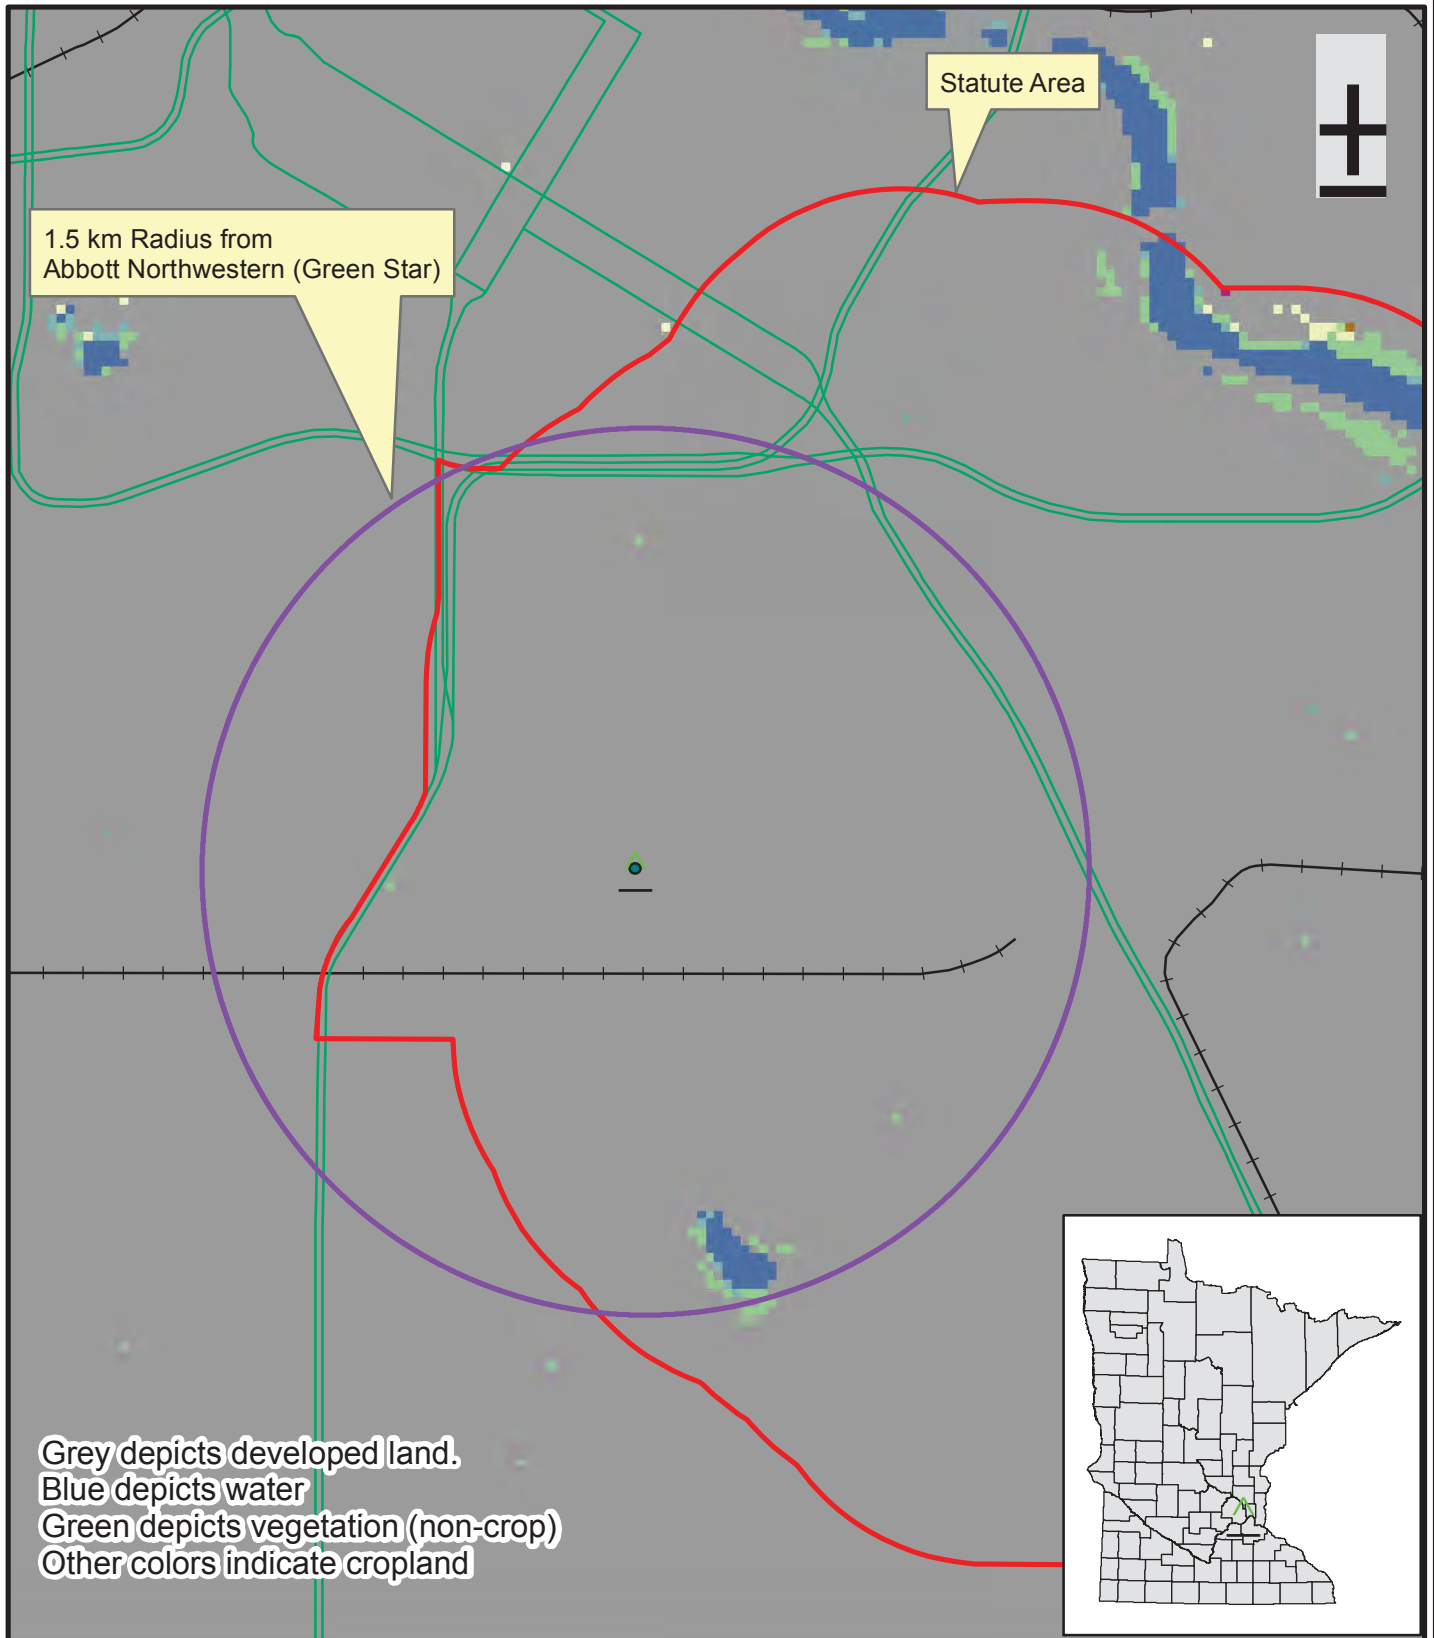 Statute Area
1.5 km Radius from
Abbott Northwestern (Green Star)
Grey depicts developed land.
Blue depicts water
Green depicts vegetation (non-crop)
Other colors indicate cropland